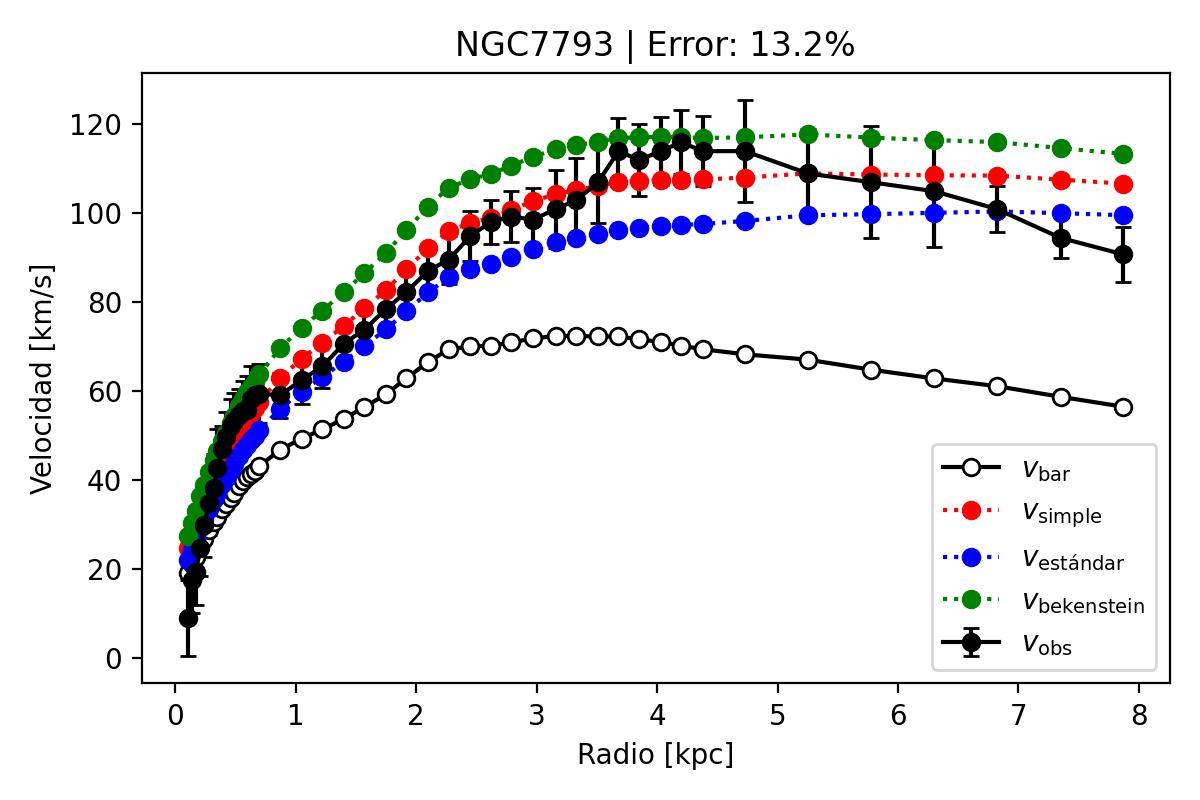 NGC7793 | Error: 13.2%
Velocidad [km/s]
120
100
80
60
40
20
0
0 1 2 3 4 5 6 7 8
Radio [kpc]
v_bar
v_simple
v_estándar
v_bekenstein
v_obs